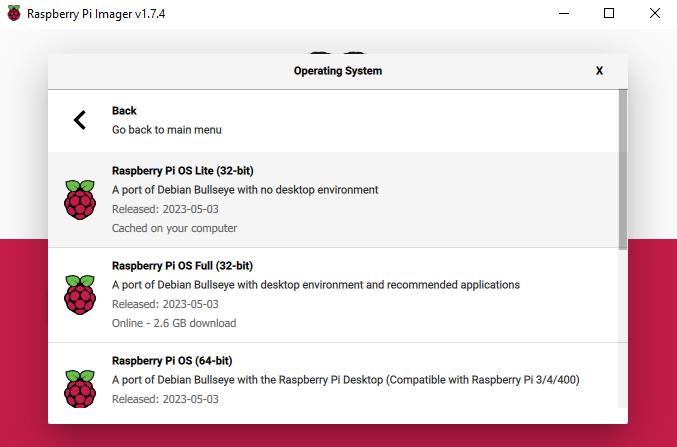 Raspberry Pi Imager v1.7.4
Operating System
X
Back
Go back to main menu
Raspberry Pi OS Lite (32-bit)
A port of Debian Bullseye with no desktop environment
Released: 2023-05-03
Cached on your computer
Raspberry Pi OS Full (32-bit)
A port of Debian Bullseye with desktop environment and recommended applications
Released: 2023-05-03
Online - 2.6 GB download
Raspberry Pi OS (64-bit)
A port of Debian Bullseye with the Raspberry Pi Desktop (Compatible with Raspberry Pi 3/4/400)
Released: 2023-05-03